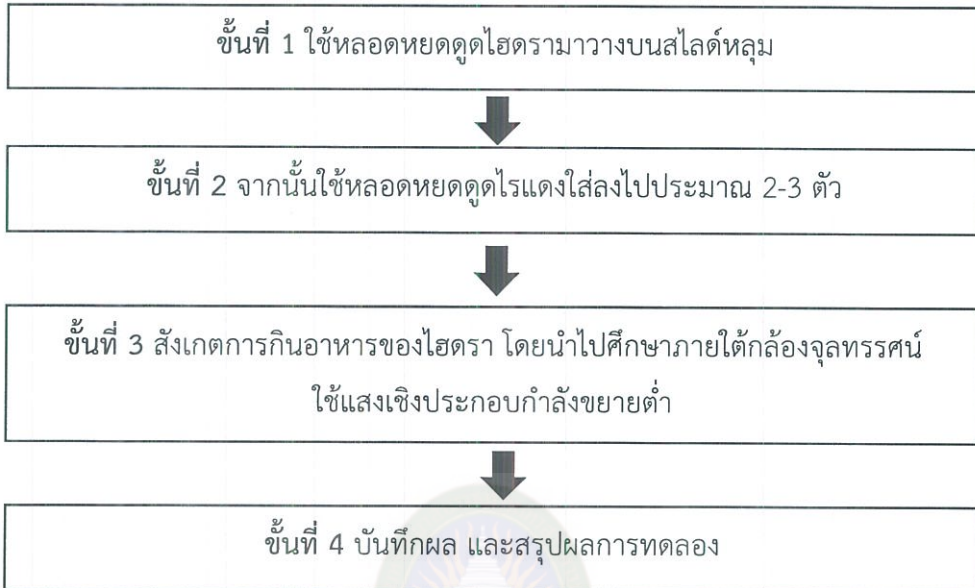 ขั้นที่ 1 ใช้หลอดหยดดูดไฮดรามาวางบนสไลด์หลุม
ขั้นที่ 2 จากนั้นใช้หลอดหยดดูดไรแดงใส่ลงไปประมาณ 2-3 ตัว
ขั้นที่ 3 สังเกตการกินอาหารของไฮดรา โดยนำไปศึกษาภายใต้กล้องจุลทรรศน์
ใช้แสงเชิงประกอบกำลังขยายต่ำ
ขั้นที่ 4 บันทึกผล และสรุปผลการทดลอง